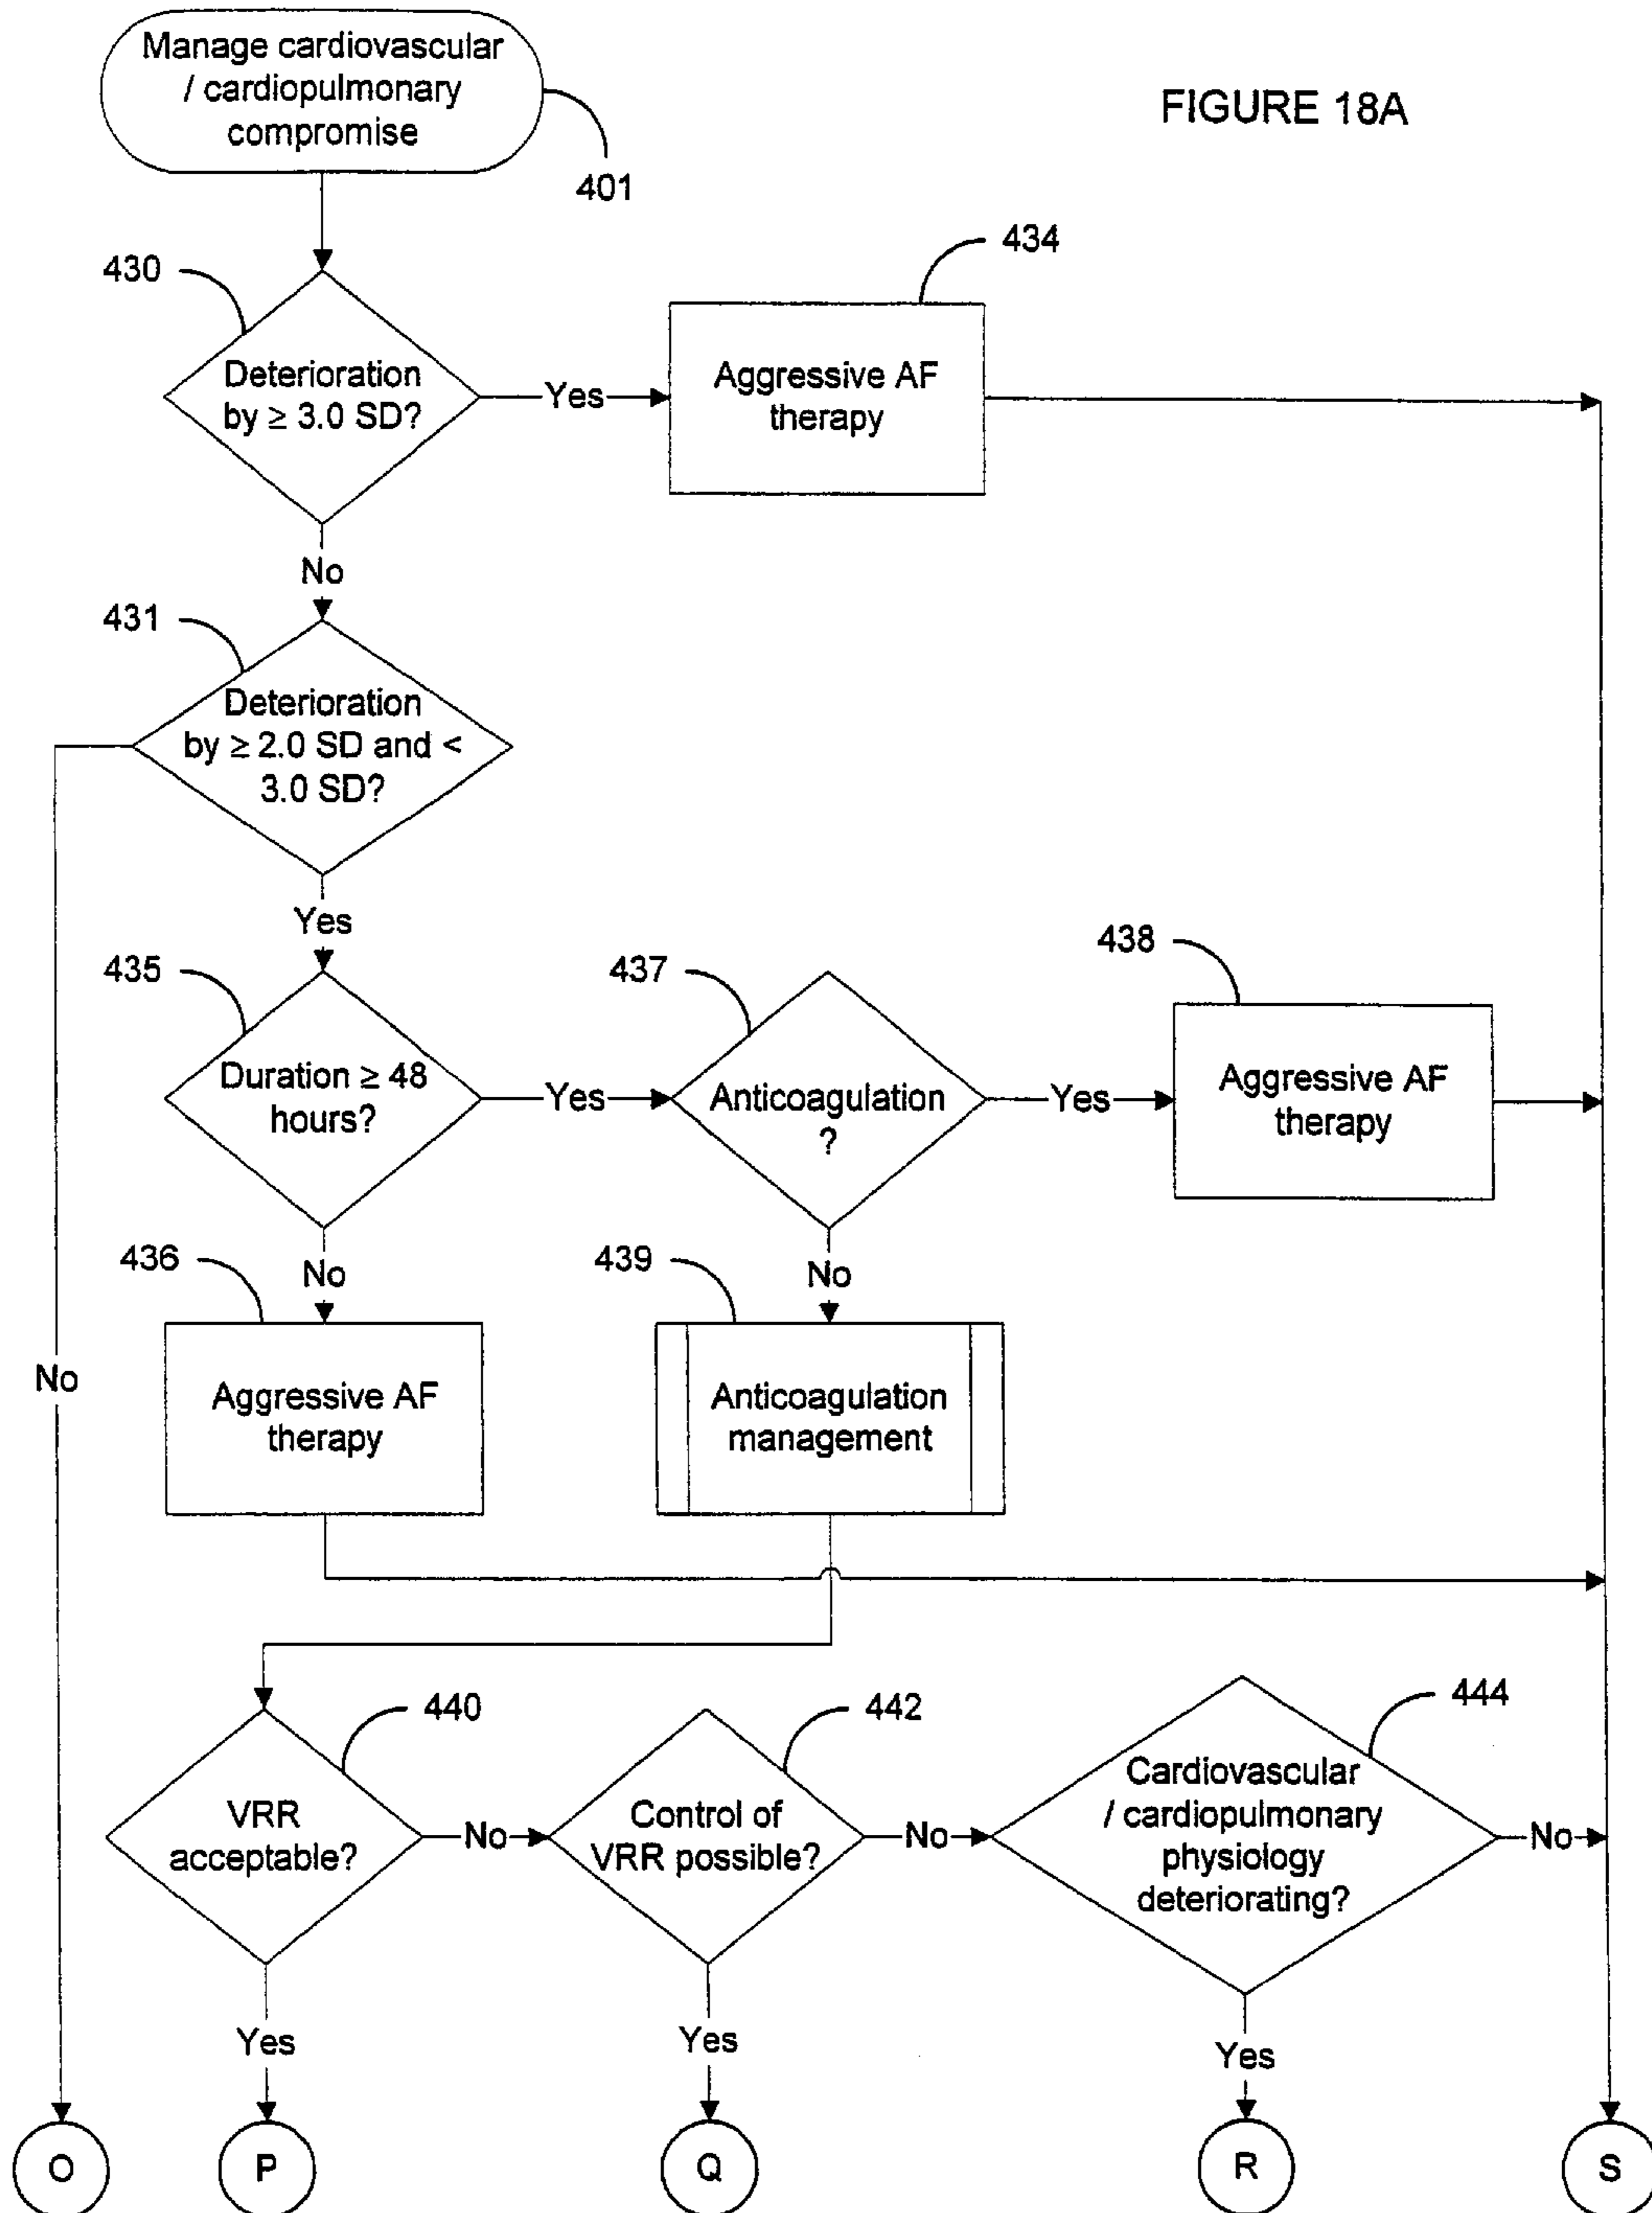 Manage cardiovascular
/ cardiopulmonary
compromise
401
FIGURE 18A
430
Deterioration
by ≥ 3.0 SD?
Yes
434
Aggressive AF
therapy
No
431
Deterioration
by ≥ 2.0 SD and <
3.0 SD?
Yes
435
Duration ≥ 48
hours?
Yes
437
Anticoagulation
?
Yes
438
Aggressive AF
therapy
No
436
No
439
No
Aggressive AF
therapy
Anticoagulation
management
440
VRR
acceptable?
No
442
Control of
VRR possible?
No
444
Cardiovascular
/ cardiopulmonary
physiology
deteriorating?
No
Yes
Yes
Yes
O
P
Q
R
S